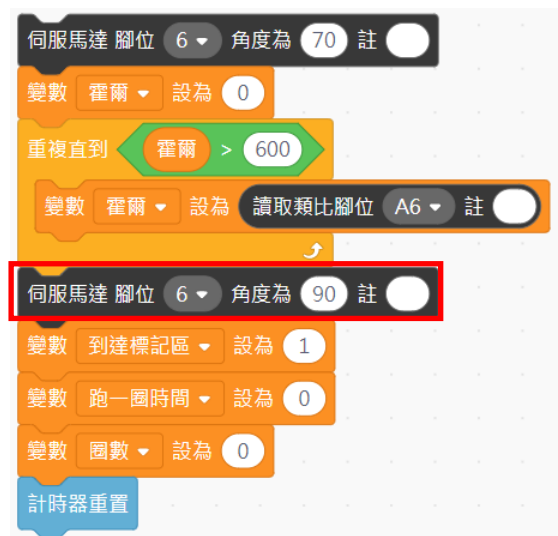 伺服馬達 腳位 6 角度為 70 註
變數 霍爾 設為 0
重複直到 霍爾 > 600
變數 霍爾 設為 讀取類比腳位 A6 註
伺服馬達 腳位 6 角度為 90 註
變數 到達標記區 設為 1
變數 跑一圈時間 設為 0
變數 圈數 設為 0
計時器重置